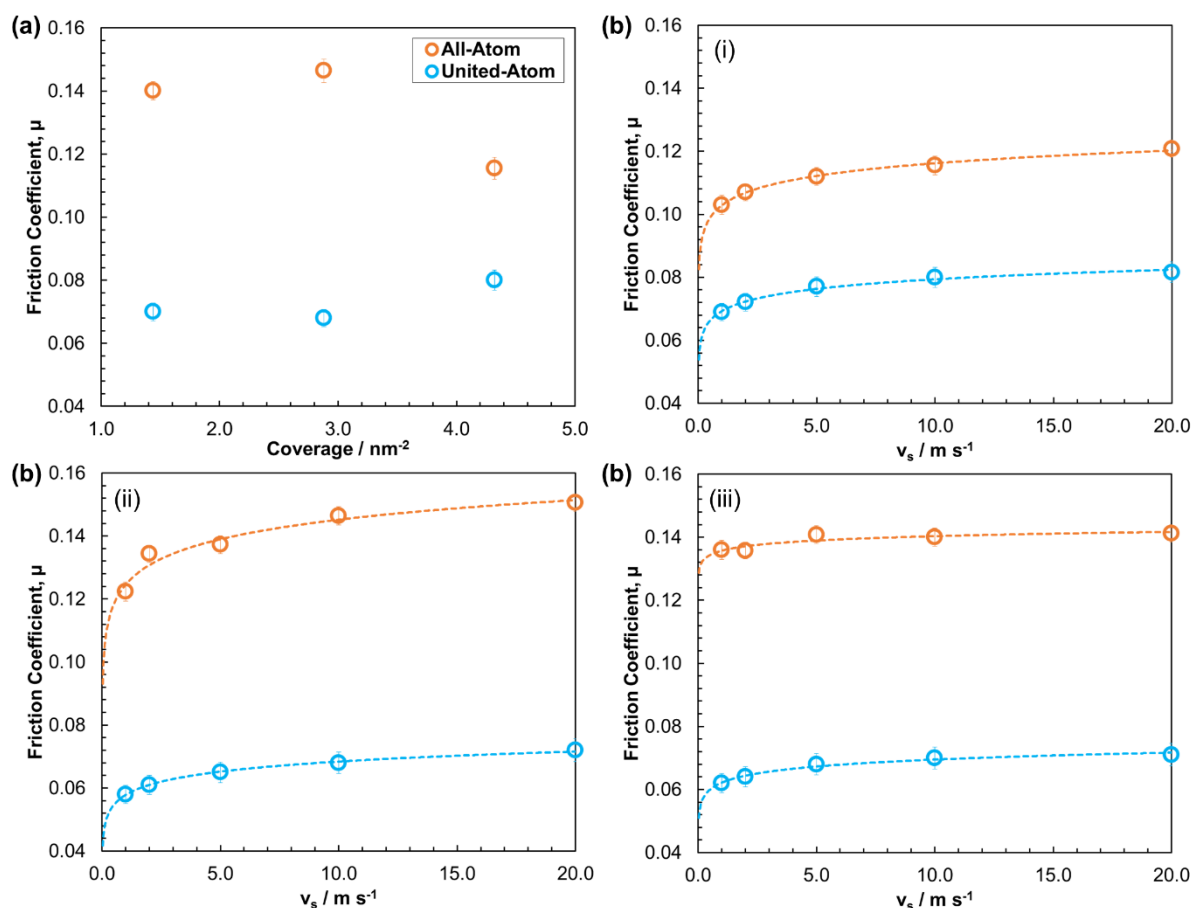 (a)
0.16
0.14
0.12
0.10
0.08
0.06
0.04
Friction Coefficient, μ
All-Atom
United-Atom
1.0 2.0 3.0 4.0 5.0
Coverage / nm-2
(b)
(i)
0.16
0.14
0.12
0.10
0.08
0.06
0.04
Friction Coefficient, μ
0.0 5.0 10.0 15.0 20.0
vs / m s-1
(b)
(ii)
0.16
0.14
0.12
0.10
0.08
0.06
0.04
Friction Coefficient, μ
0.0 5.0 10.0 15.0 20.0
vs / m s-1
(b)
(iii)
0.16
0.14
0.12
0.10
0.08
0.06
0.04
Friction Coefficient, μ
0.0 5.0 10.0 15.0 20.0
vs / m s-1